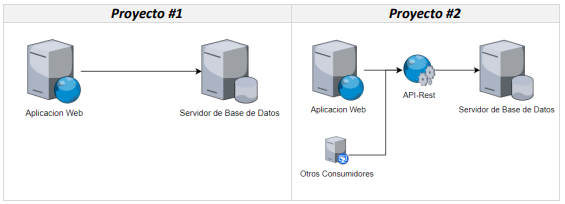 Proyecto #1
Proyecto #2
Aplicacion Web
Servidor de Base de Datos
Aplicacion Web
API-Rest
Servidor de Base de Datos
Otros Consumidores